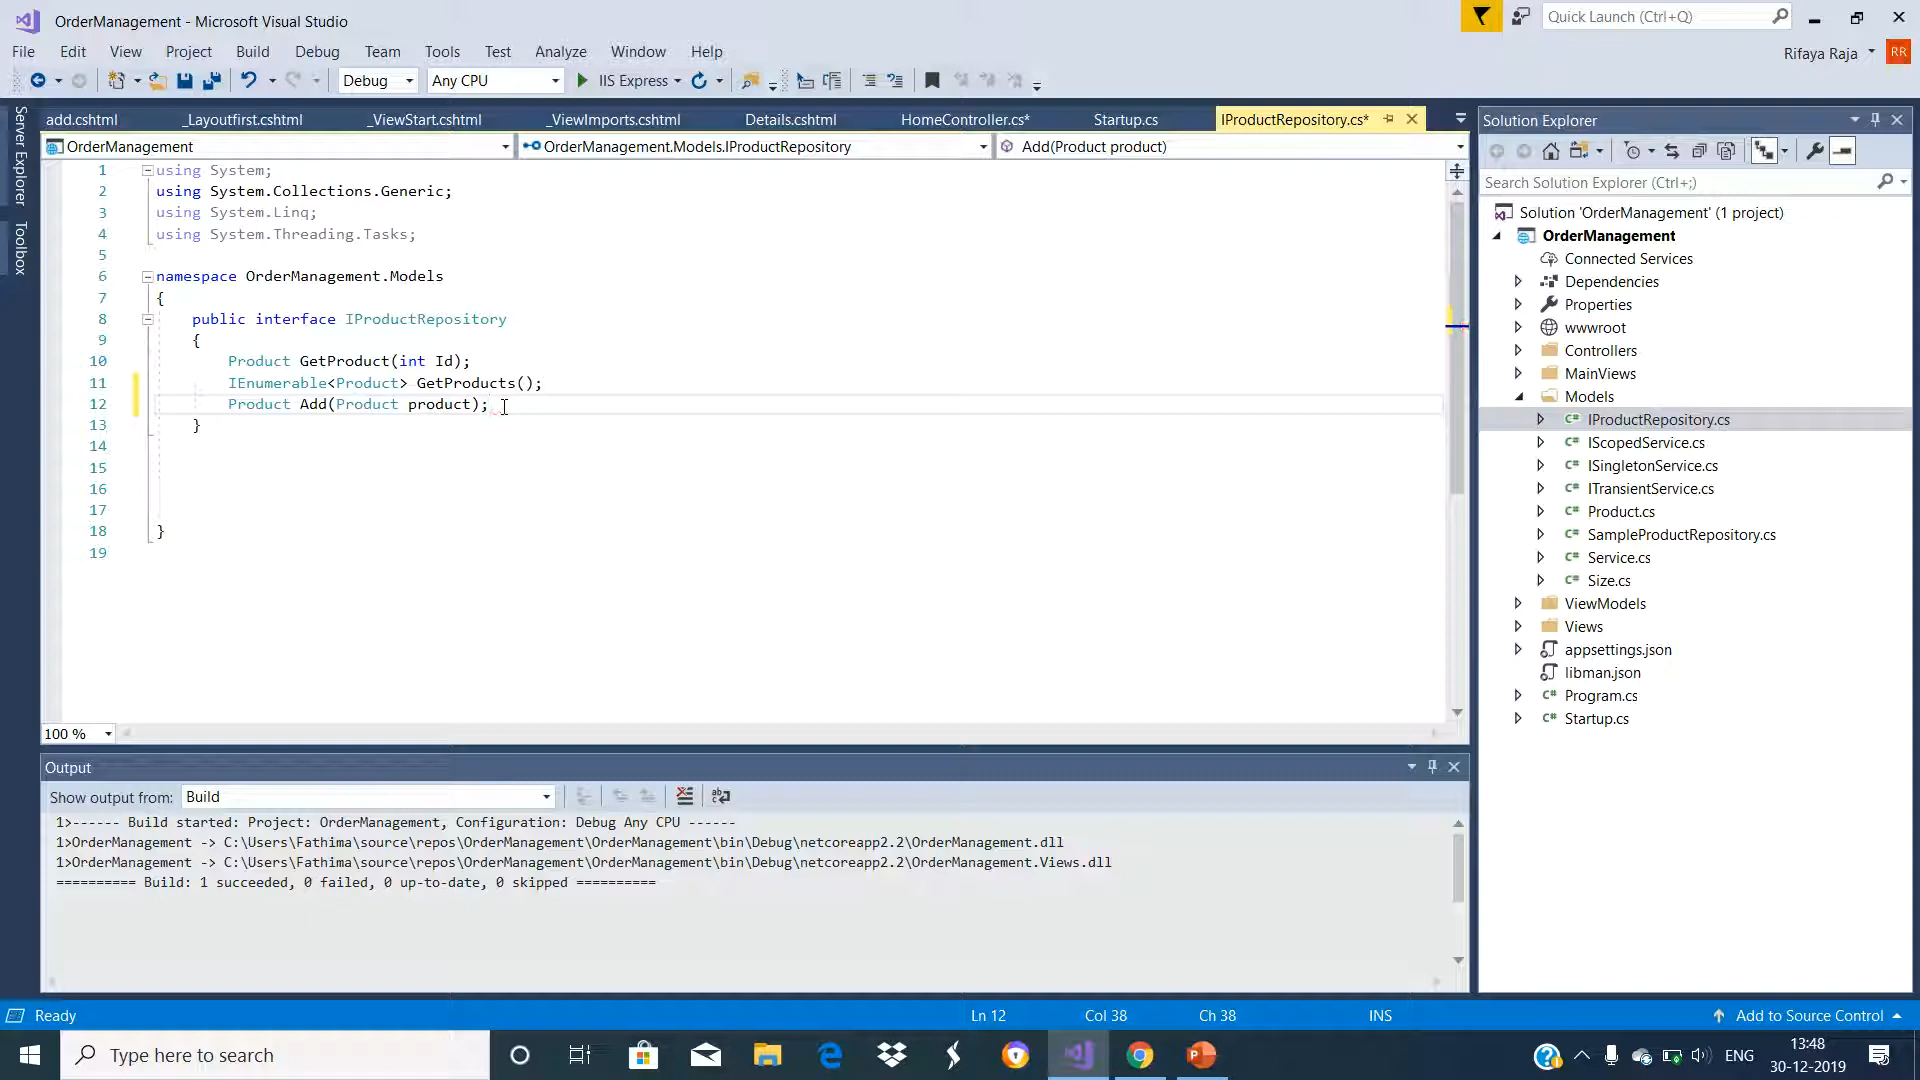 OrderManagement - Microsoft Visual Studio
Quick Launch (Ctrl+Q)
File Edit View Project Build Debug Team Tools Test Analyze Window Help
Rifaya Raja RR
Debug Any CPU IIS Express
Server Explorer
Toolbox
add.cshtml _Layoutfirst.cshtml _ViewStart.cshtml _ViewImports.cshtml Details.cshtml HomeController.cs* Startup.cs IProductRepository.cs*
OrderManagement OrderManagement.Models.IProductRepository Add(Product product)
1 using System;
2 using System.Collections.Generic;
3 using System.Linq;
4 using System.Threading.Tasks;
5
6 namespace OrderManagement.Models
7 {
8 public interface IProductRepository
9 {
10 Product GetProduct(int Id);
11 IEnumerable<Product> GetProducts();
12 Product Add(Product product);
13 }
14
15
16
17
18 }
19
100 %
Solution Explorer
Search Solution Explorer (Ctrl+;)
Solution 'OrderManagement' (1 project)
OrderManagement
Connected Services
Dependencies
Properties
wwwroot
Controllers
MainViews
Models
C# IProductRepository.cs
C# IScopedService.cs
C# ISingletonService.cs
C# ITransientService.cs
C# Product.cs
C# SampleProductRepository.cs
C# Service.cs
C# Size.cs
ViewModels
Views
appsettings.json
libman.json
C# Program.cs
C# Startup.cs
Output
Show output from: Build
1>------ Build started: Project: OrderManagement, Configuration: Debug Any CPU ------
1>OrderManagement -> C:\Users\Fathima\source\repos\OrderManagement\OrderManagement\bin\Debug\netcoreapp2.2\OrderManagement.dll
1>OrderManagement -> C:\Users\Fathima\source\repos\OrderManagement\OrderManagement\bin\Debug\netcoreapp2.2\OrderManagement.Views.dll
========== Build: 1 succeeded, 0 failed, 0 up-to-date, 0 skipped ==========
Ready Ln 12 Col 38 Ch 38 INS Add to Source Control
Type here to search
ENG
13:48
30-12-2019